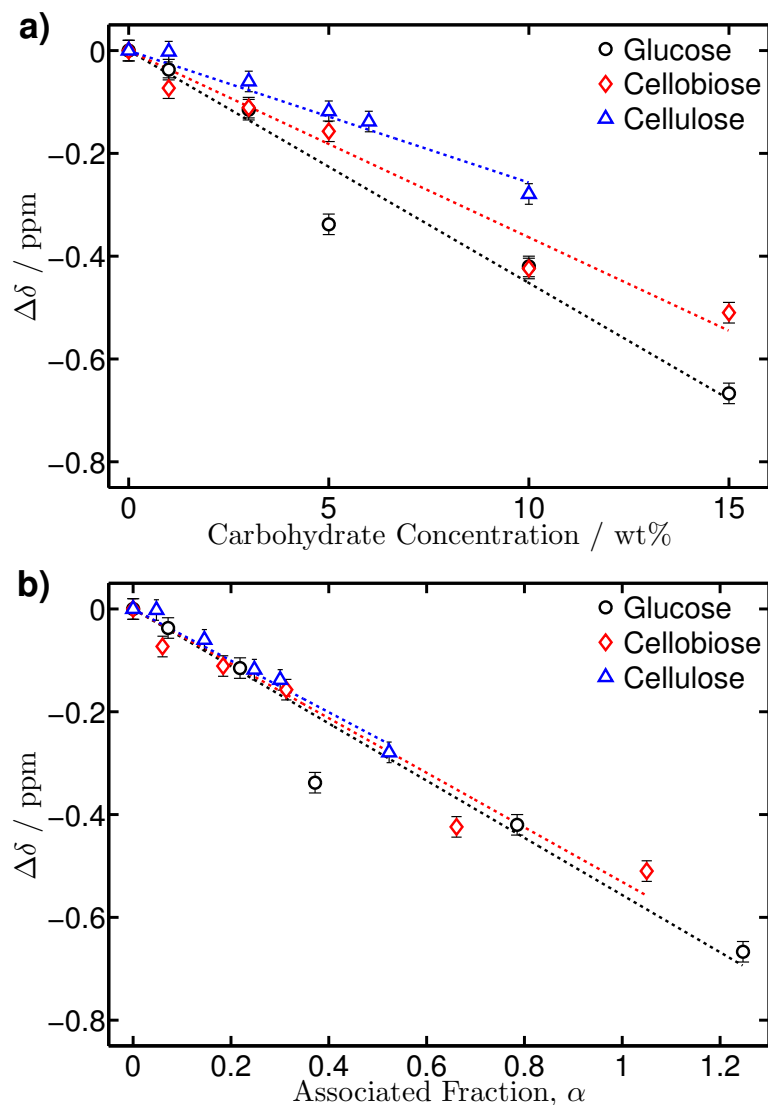 a)
0
−0.2
−0.4
−0.6
−0.8
Δδ / ppm
Glucose
Cellobiose
Cellulose
0 5 10 15
Carbohydrate Concentration / wt%
b)
0
−0.2
−0.4
−0.6
−0.8
Δδ / ppm
Glucose
Cellobiose
Cellulose
0 0.2 0.4 0.6 0.8 1 1.2
Associated Fraction, α